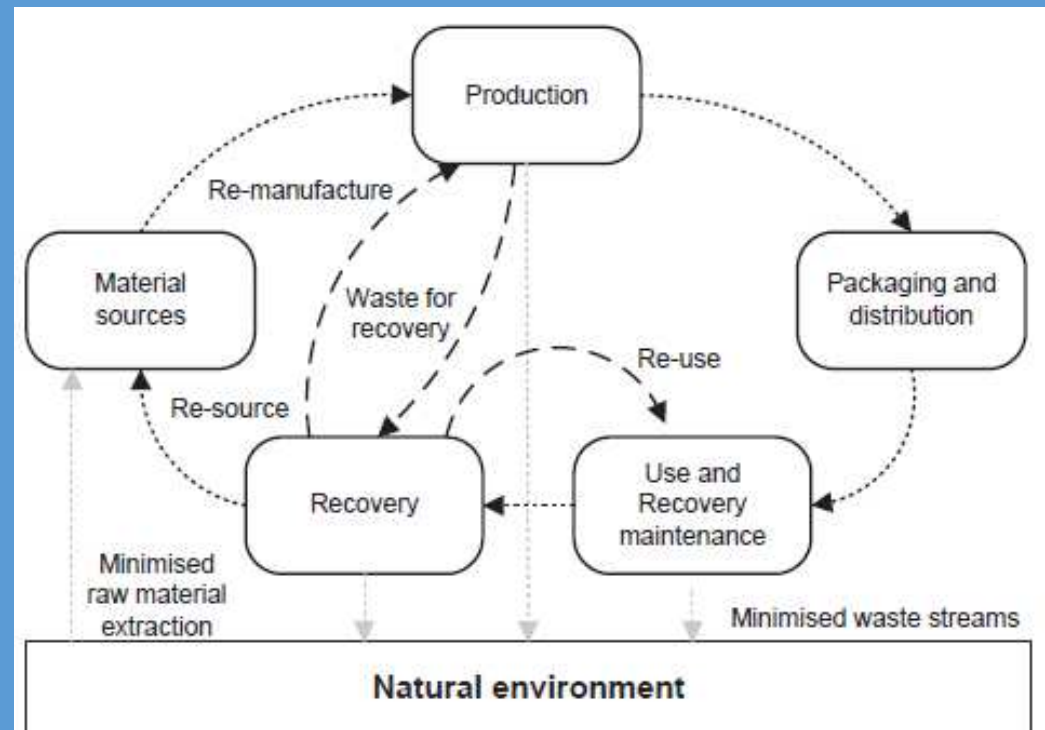 Production
Re-manufacture
Material
sources
Packaging and
distribution
Waste for
recovery
Re-use
Re-source
Recovery
Use and
Recovery
maintenance
Minimised
raw material
extraction
Minimised waste streams
Natural environment